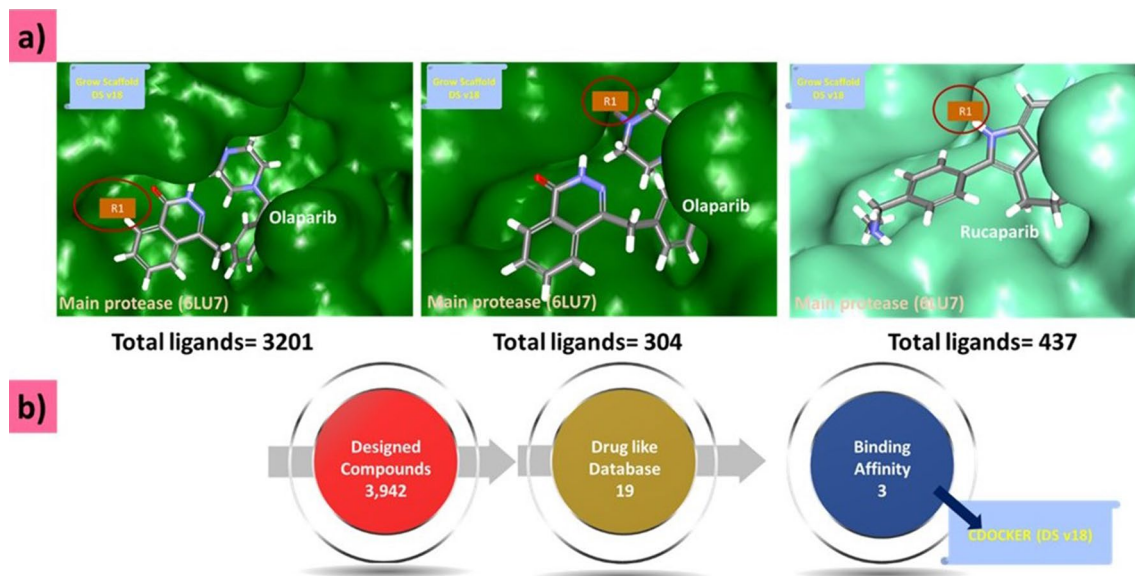 a)
Grow Scaffold
DS v18
R1
Olaparib
Main protease (6LU7)
Total ligands= 3201
Grow Scaffold
DS v18
R1
Olaparib
Main protease (6LU7)
Total ligands= 304
Grow Scaffold
DS v18
R1
Rucaparib
Main protease (6LU7)
Total ligands= 437
b)
Designed
Compounds
3,942
Drug like
Database
19
Binding
Affinity
3
CDOCKER (DS v18)